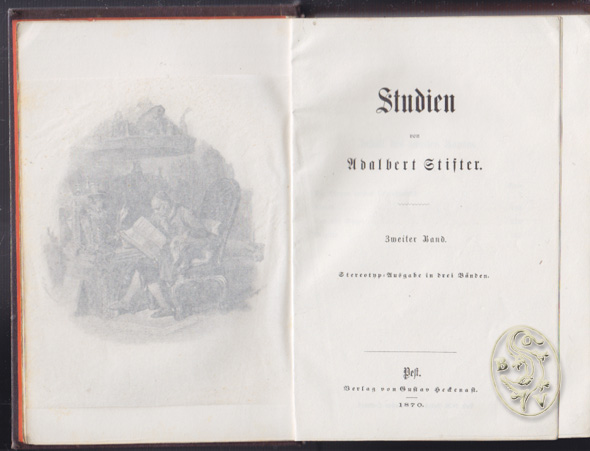 Studien
von
Adalbert Stifter.
Zweiter Band.
Stereotyp-Ausgabe in drei Bänden.
Pest.
Verlag von Gustav Heckenast.
1870.